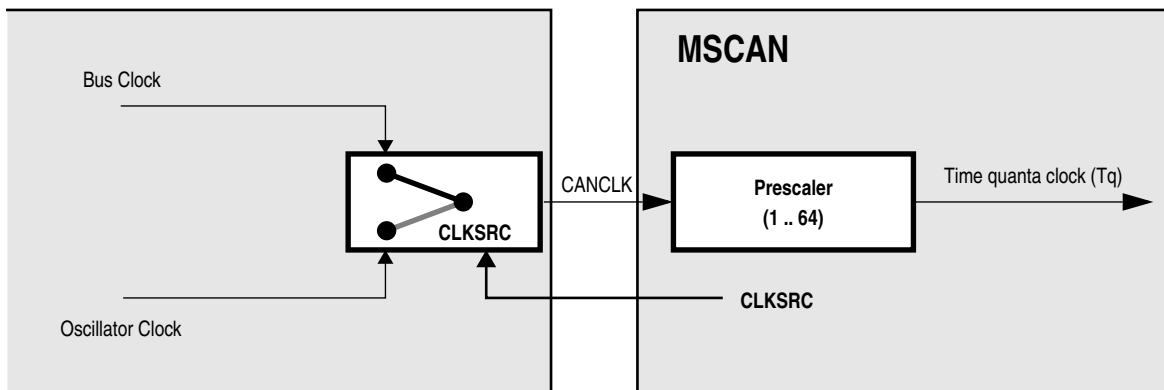 MSCAN
Bus Clock
CANCLK
Prescaler
(1 .. 64)
Time quanta clock (Tq)
CLKSRC
CLKSRC
Oscillator Clock